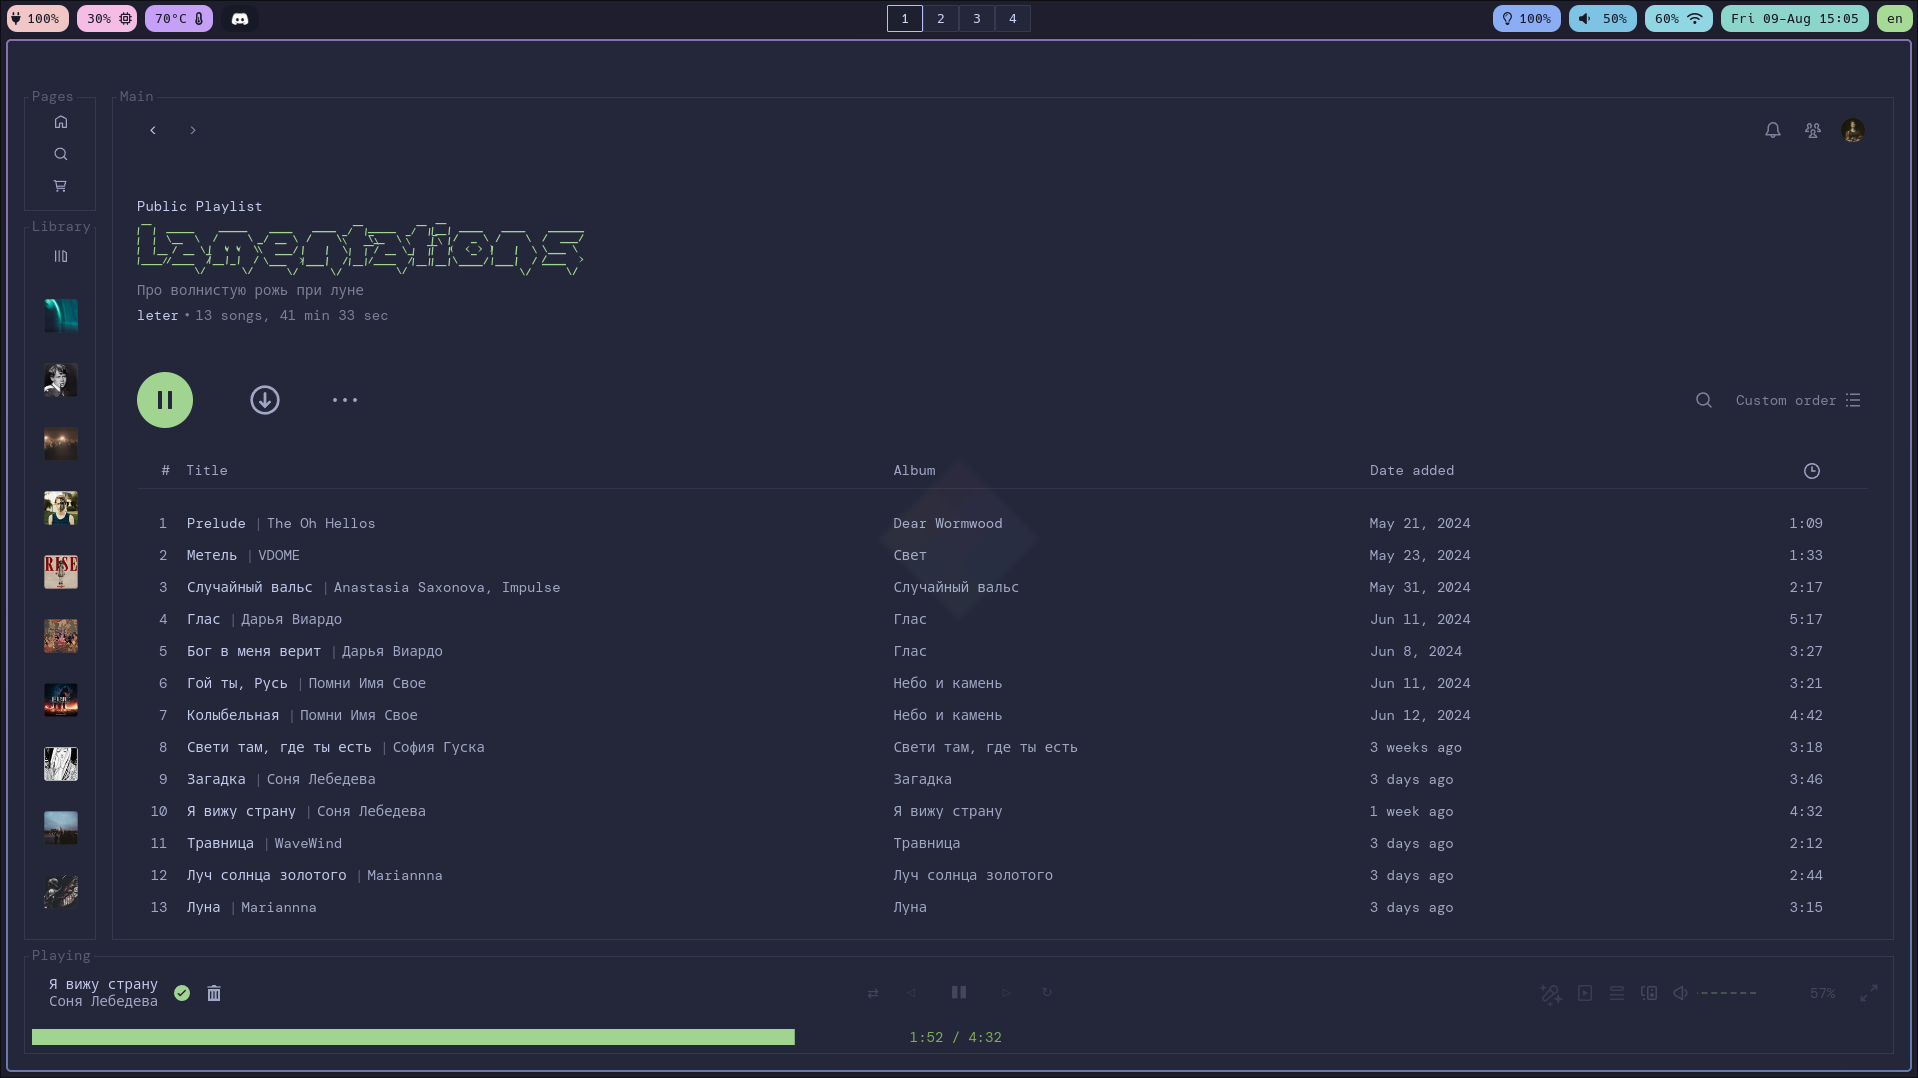 100% 30% 70°C 1 2 3 4 100% 50% 60% Fri 09-Aug 15:05 en
Pages
Main
Public Playlist
Lamentations
Library
Про волнистую рожь при луне
leter • 13 songs, 41 min 33 sec
Custom order
# Title Album Date added
1 Prelude | The Oh Hellos Dear Wormwood May 21, 2024 1:09
2 Метель | VDOME Свет May 23, 2024 1:33
3 Случайный вальс | Anastasia Saxonova, Impulse Случайный вальс May 31, 2024 2:17
4 Глас | Дарья Виардо Глас Jun 11, 2024 5:17
5 Бог в меня верит | Дарья Виардо Глас Jun 8, 2024 3:27
6 Гой ты, Русь | Помни Имя Свое Небо и камень Jun 11, 2024 3:21
7 Колыбельная | Помни Имя Свое Небо и камень Jun 12, 2024 4:42
8 Свети там, где ты есть | София Гуска Свети там, где ты есть 3 weeks ago 3:18
9 Загадка | Соня Лебедева Загадка 3 days ago 3:46
10 Я вижу страну | Соня Лебедева Я вижу страну 1 week ago 4:32
11 Травница | WaveWind Травница 3 days ago 2:12
12 Луч солнца золотого | Mariannna Луч солнца золотого 3 days ago 2:44
13 Луна | Mariannna Луна 3 days ago 3:15
RISE
Playing
Я вижу страну
Соня Лебедева
57%
1:52 / 4:32